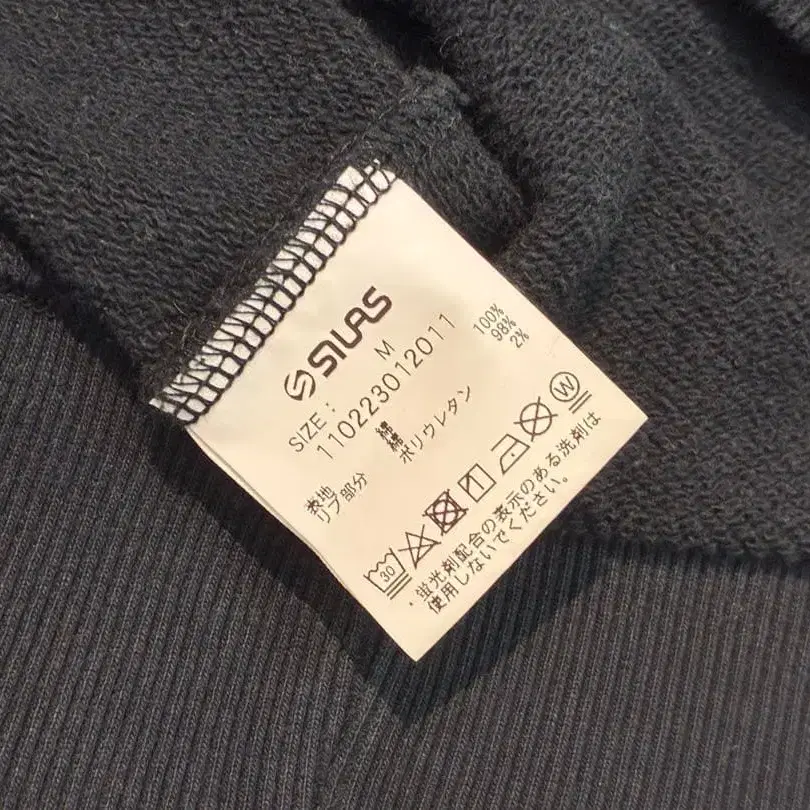 SILAS
SIZE: M
110223012011
表地 綿 100%
リブ部分 綿 98%
ポリウレタン 2%
30
W
・蛍光剤配合の表示のある洗剤は
使用しないでください。